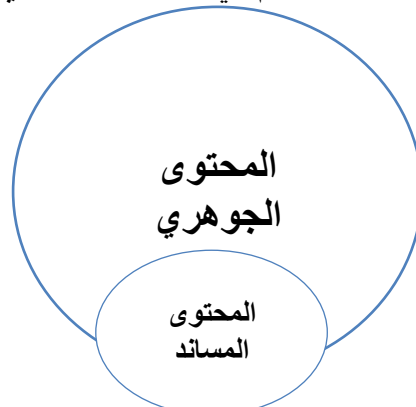 المحتوى
الجوهري
المحتوى
المساند